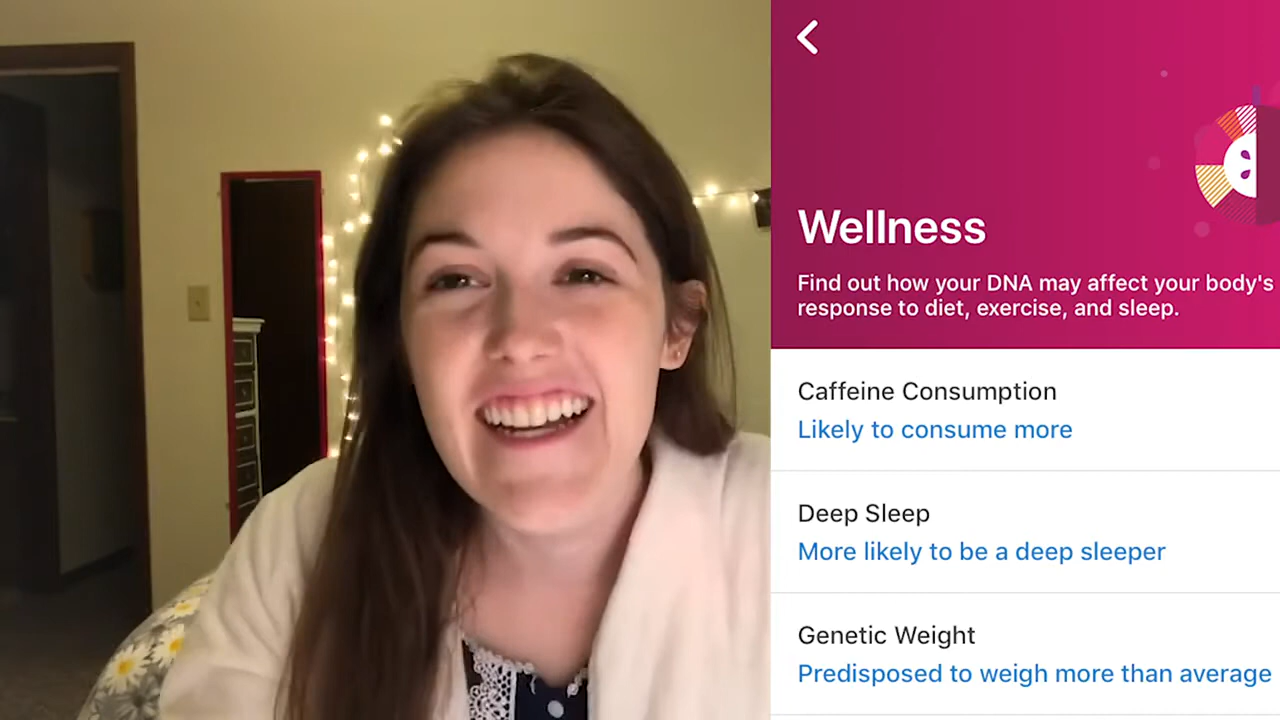 Wellness
Find out how your DNA may affect your body's
response to diet, exercise, and sleep.
Caffeine Consumption
Likely to consume more
Deep Sleep
More likely to be a deep sleeper
Genetic Weight
Predisposed to weigh more than average